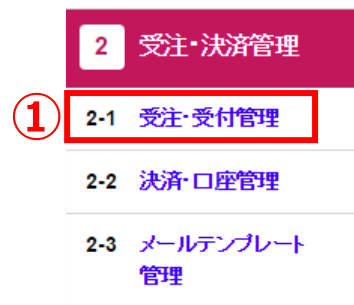 2 受注・決済管理
① 2-1 受注・受付管理
2-2 決済・口座管理
2-3 メールテンプレート
管理